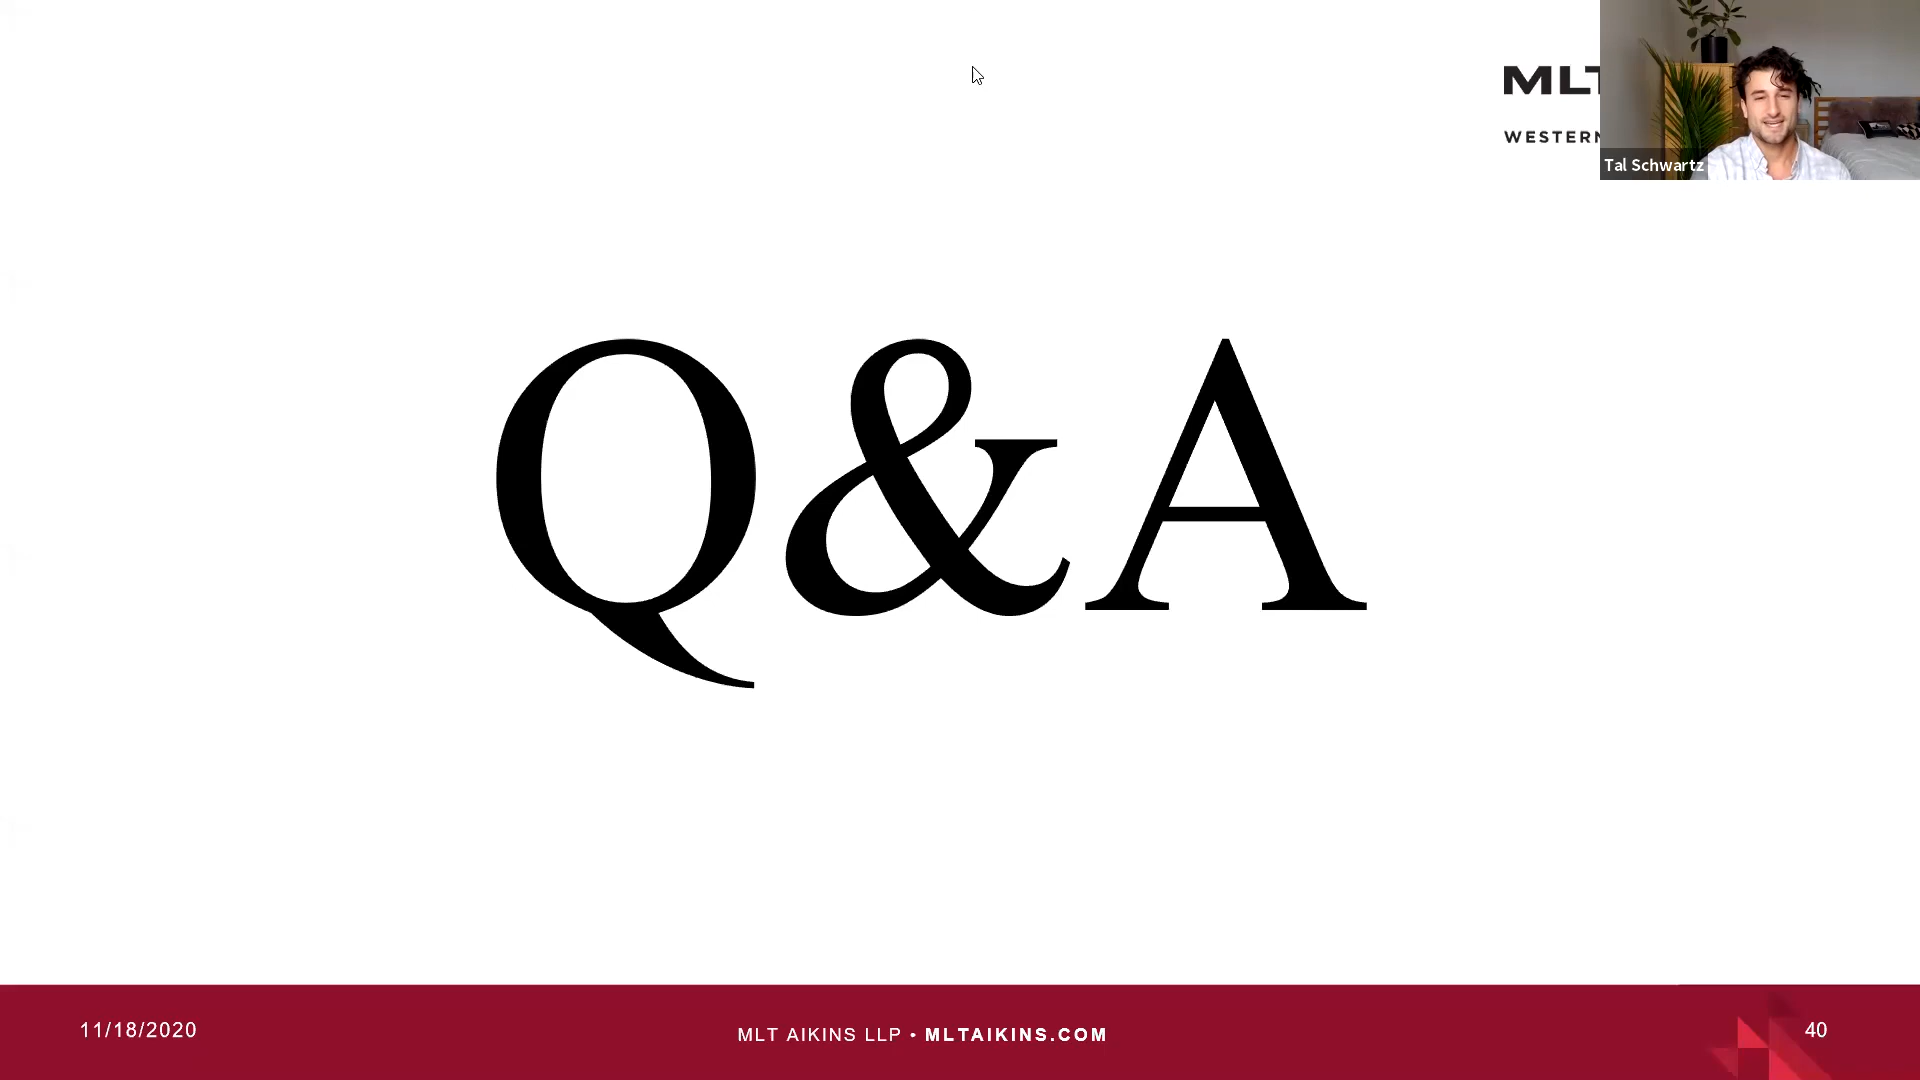 MLT
WESTERN
Tal Schwartz
Q&A
11/18/2020
MLT AIKINS LLP • MLTAIKINS.COM
40